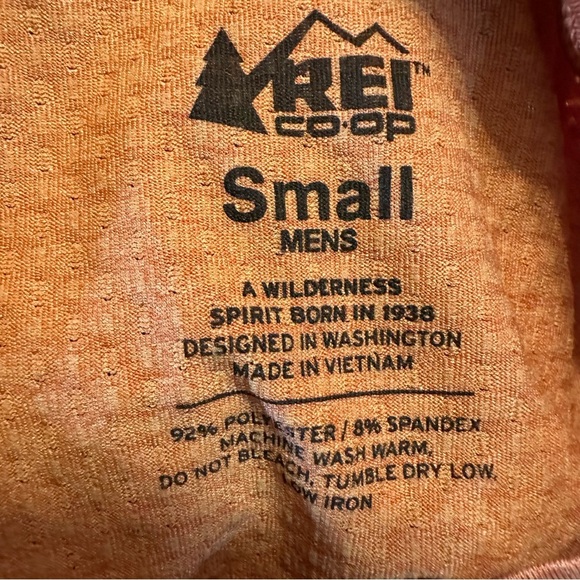 REI™
co·op
Small
MENS
A WILDERNESS
SPIRIT BORN IN 1938
DESIGNED IN WASHINGTON
MADE IN VIETNAM
92% POLYESTER / 8% SPANDEX
MACHINE WASH WARM,
DO NOT BLEACH, TUMBLE DRY LOW,
LOW IRON